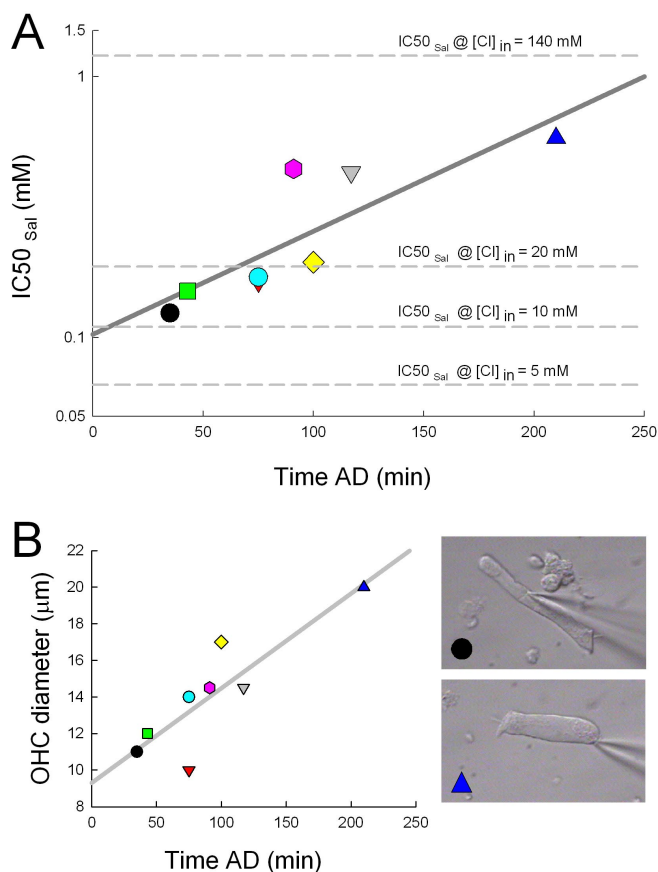 A
1.5
1
0.1
0.05
IC50 Sal (mM)
IC50 Sal @ [Cl] in = 140 mM
IC50 Sal @ [Cl] in = 20 mM
IC50 Sal @ [Cl] in = 10 mM
IC50 Sal @ [Cl] in = 5 mM
0 50 100 150 200 250
Time AD (min)
B
22
20
18
16
14
12
10
8
OHC diameter (μm)
0 50 100 150 200 250
Time AD (min)